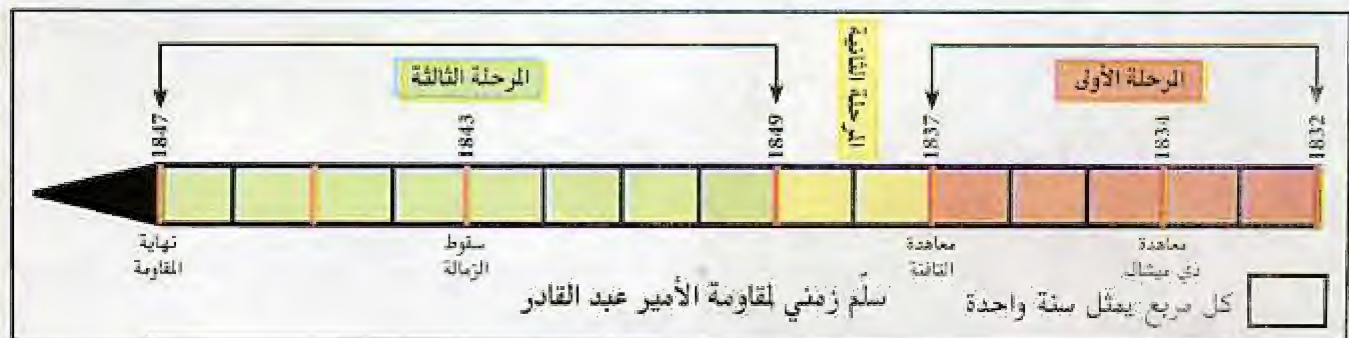 المرحلة الأولى
المرحلة الثانية
المرحلة الثالثة
1832
1834
1837
1849
1843
1847
معاهدة
دي ميشال
معاهدة
التافنة
سقوط
الزمالة
نهاية
المقاومة
كل مربع يمثل سنة واحدة
سلّم زمني لمقاومة الأمير عبد القادر